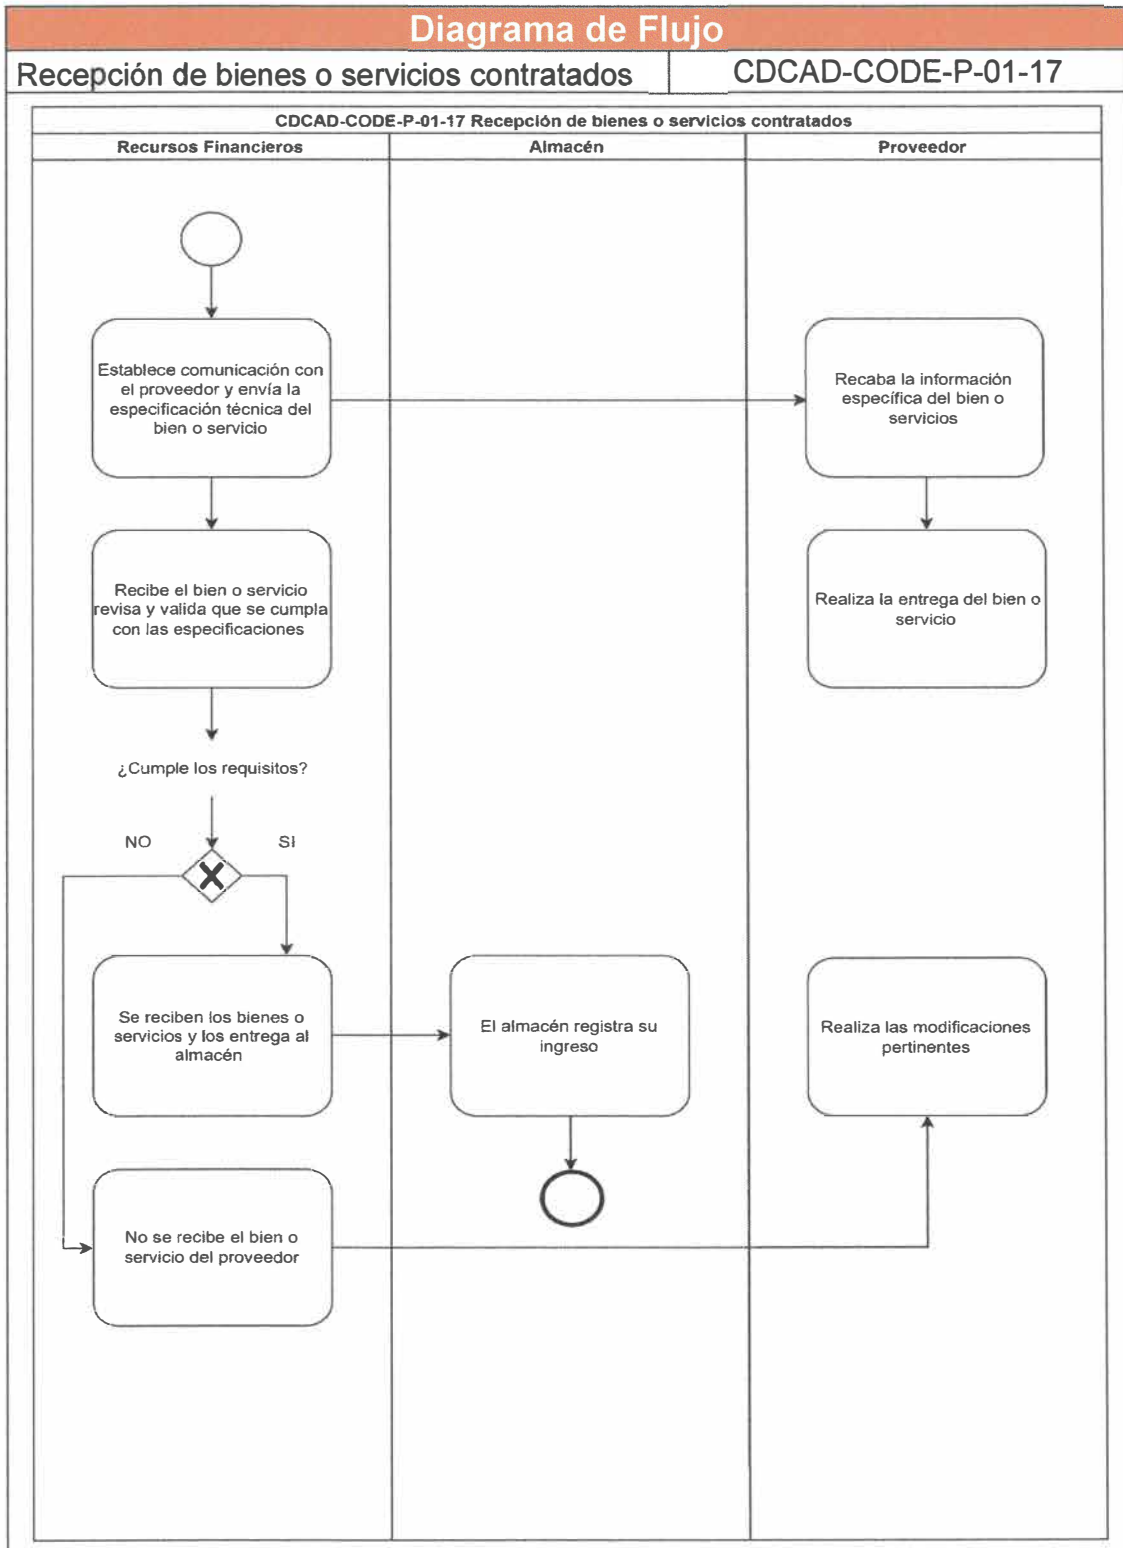 Diagrama de Flujo
Recepción de bienes o servicios contratados
CDCAD-CODE-P-01-17
CDCAD-CODE-P-01-17 Recepción de bienes o servicios contratados
Recursos Financieros
Almacén
Proveedor
Establece comunicación con
el proveedor y envía la
especificación técnica del
bien o servicio
Recaba la información
específica del bien o
servicios
Recibe el bien o servicio
revisa y valida que se cumpla
con las especificaciones
Realiza la entrega del bien o
servicio
¿Cumple los requisitos?
NO
SI
Se reciben los bienes o
servicios y los entrega al
almacén
El almacén registra su
ingreso
Realiza las modificaciones
pertinentes
No se recibe el bien o
servicio del proveedor